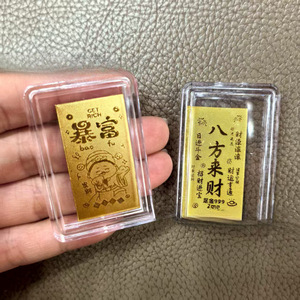 GET
RICH
暴富
bao
fu
八方来财
财源滚滚
日进斗金
财运亨通
招财进宝
足金999